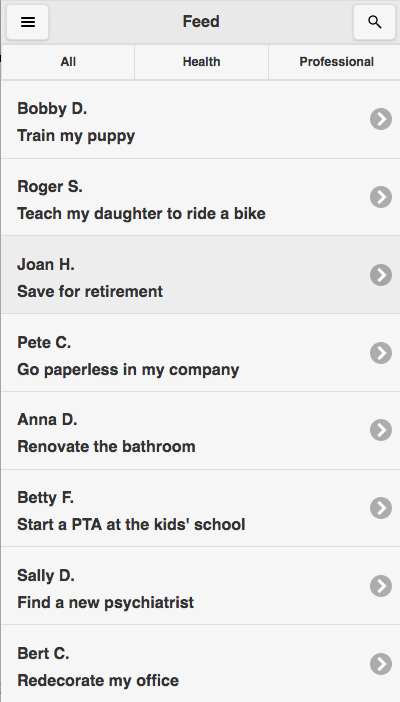 Feed
All Health Professional
Bobby D.
Train my puppy
Roger S.
Teach my daughter to ride a bike
Joan H.
Save for retirement
Pete C.
Go paperless in my company
Anna D.
Renovate the bathroom
Betty F.
Start a PTA at the kids' school
Sally D.
Find a new psychiatrist
Bert C.
Redecorate my office